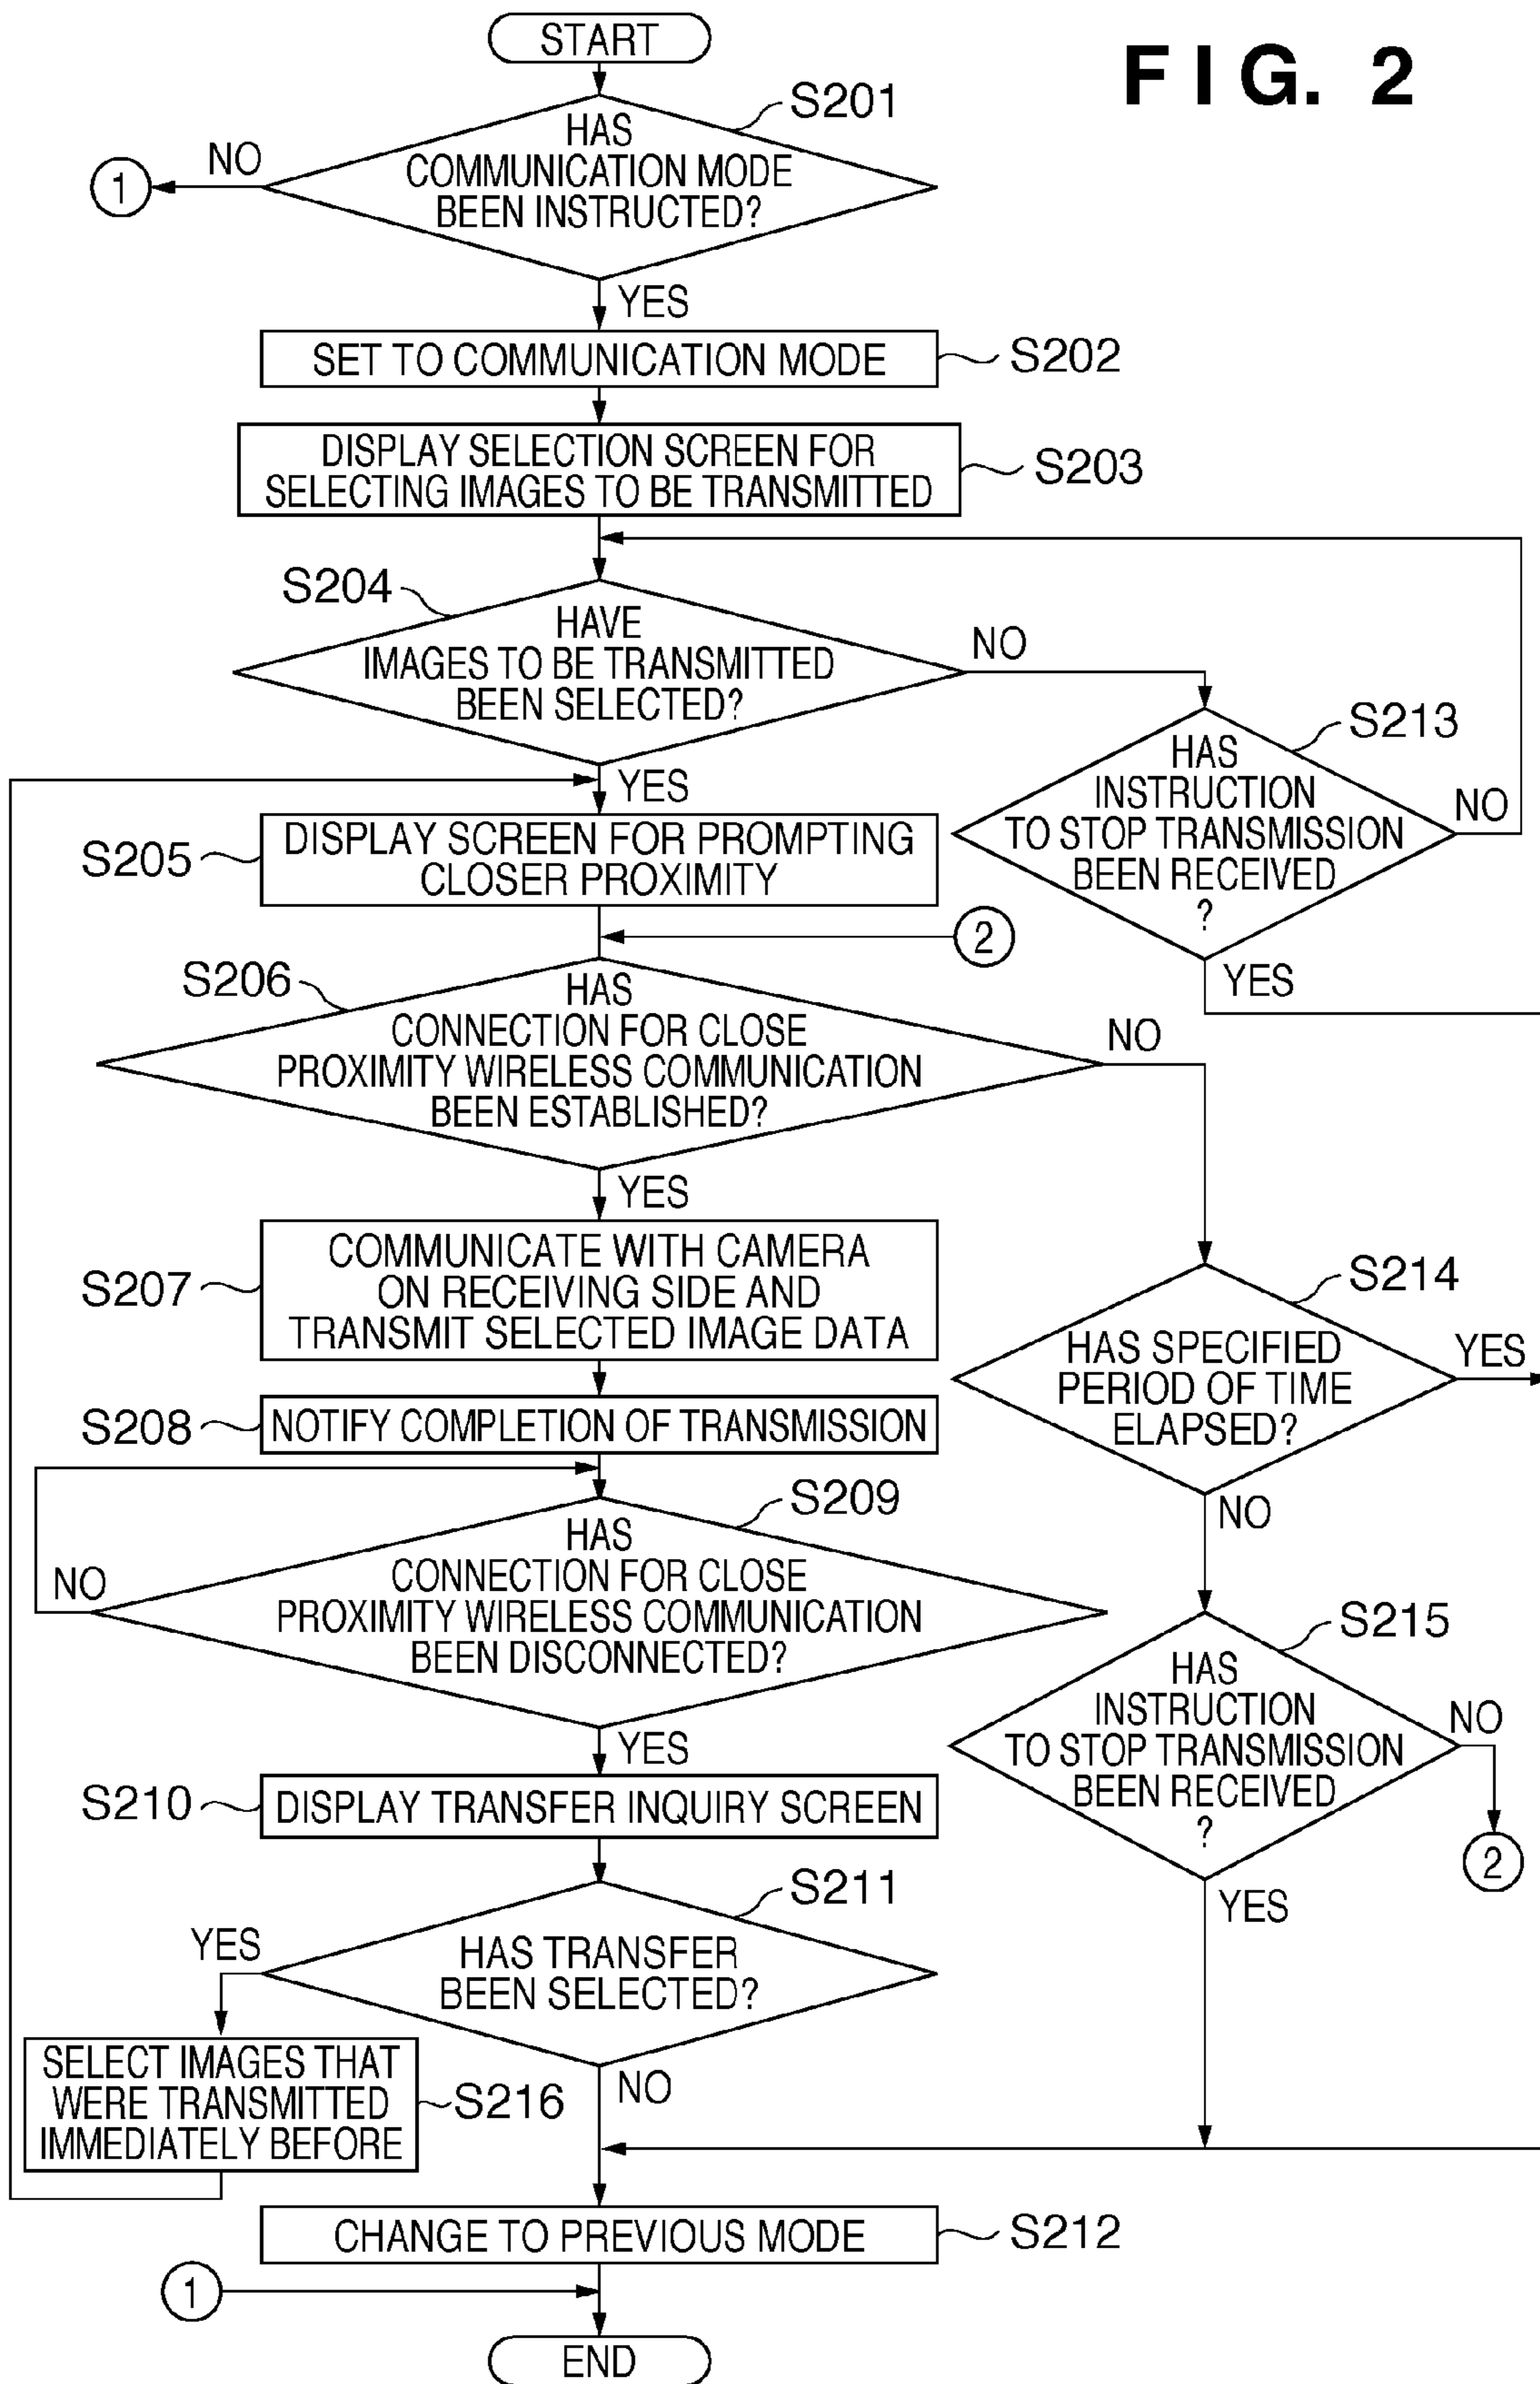 FIG. 2
START
S201
HAS
COMMUNICATION MODE
BEEN INSTRUCTED?
NO
1
YES
SET TO COMMUNICATION MODE
S202
DISPLAY SELECTION SCREEN FOR
SELECTING IMAGES TO BE TRANSMITTED
S203
S204
HAVE
IMAGES TO BE TRANSMITTED
BEEN SELECTED?
NO
YES
S213
HAS
INSTRUCTION
TO STOP TRANSMISSION
BEEN RECEIVED
?
NO
YES
S205
DISPLAY SCREEN FOR PROMPTING
CLOSER PROXIMITY
2
S206
HAS
CONNECTION FOR CLOSE
PROXIMITY WIRELESS COMMUNICATION
BEEN ESTABLISHED?
NO
YES
S207
COMMUNICATE WITH CAMERA
ON RECEIVING SIDE AND
TRANSMIT SELECTED IMAGE DATA
S214
HAS SPECIFIED
PERIOD OF TIME
ELAPSED?
YES
NO
S208
NOTIFY COMPLETION OF TRANSMISSION
S209
HAS
CONNECTION FOR CLOSE
PROXIMITY WIRELESS COMMUNICATION
BEEN DISCONNECTED?
NO
YES
S215
HAS
INSTRUCTION
TO STOP TRANSMISSION
BEEN RECEIVED
?
NO
2
YES
S210
DISPLAY TRANSFER INQUIRY SCREEN
S211
HAS TRANSFER
BEEN SELECTED?
YES
NO
SELECT IMAGES THAT
WERE TRANSMITTED
IMMEDIATELY BEFORE
S216
CHANGE TO PREVIOUS MODE
S212
1
END